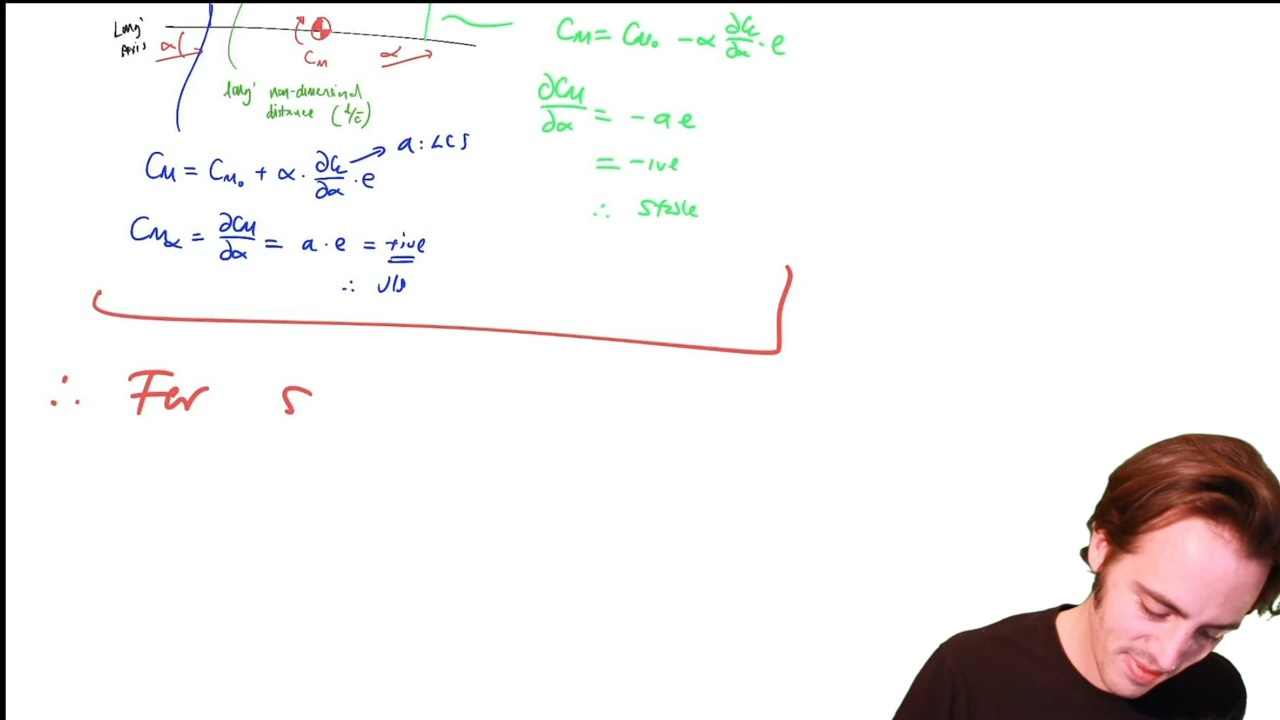 Long' Axis
α
C_M
α
long' non-dimensional
distance (l/c̄)
C_M = C_M₀ + α · ∂C_L/∂α · e
a : LCS
C_Mα = ∂C_M/∂α = a · e = +ive
∴ U/S
C_M = C_M₀ - α ∂C_L/∂α · e
∂C_M/∂α = - a e
= -ive
∴ Stable
∴ For s